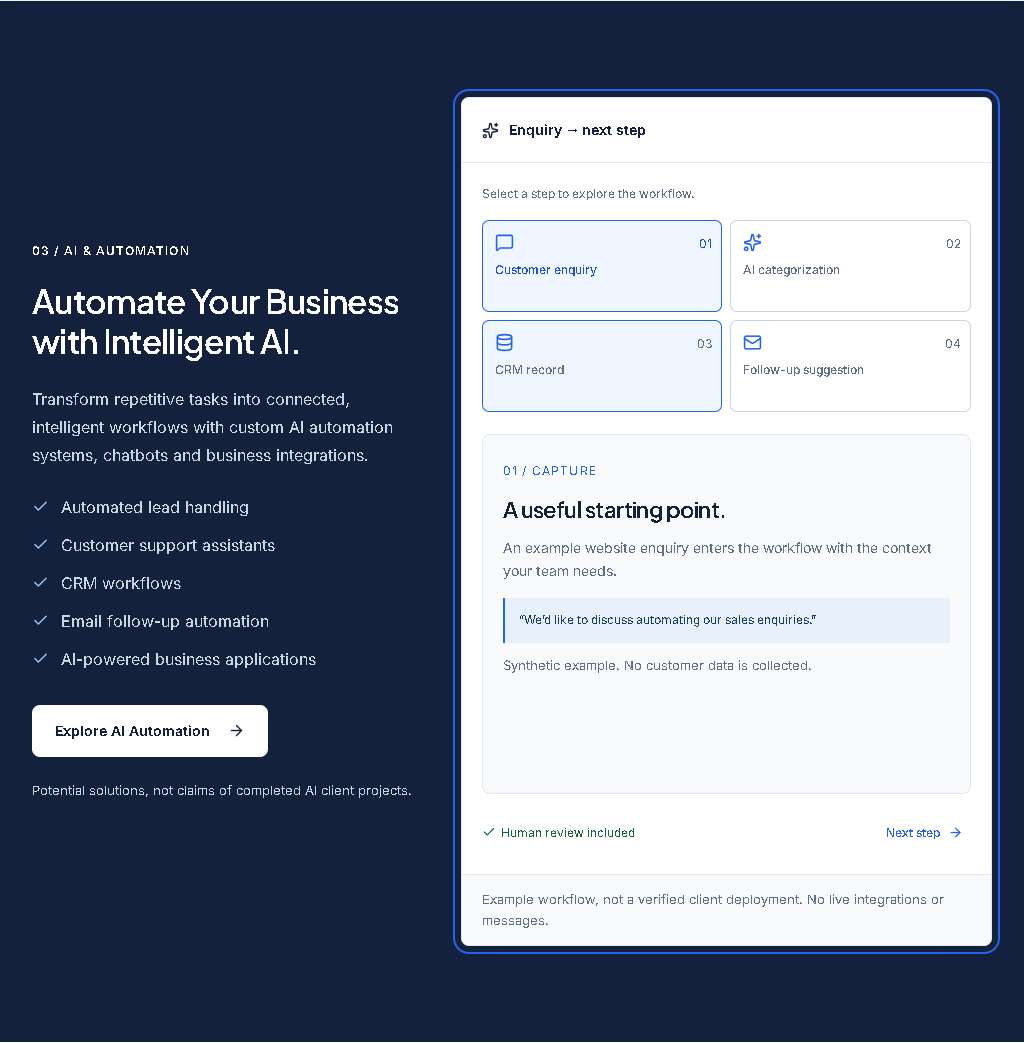 03 / AI & AUTOMATION
Automate Your Business
with Intelligent AI.
Transform repetitive tasks into connected,
intelligent workflows with custom AI automation
systems, chatbots and business integrations.
Automated lead handling
Customer support assistants
CRM workflows
Email follow-up automation
AI-powered business applications
Explore AI Automation →
Potential solutions, not claims of completed AI client projects.
Enquiry → next step
Select a step to explore the workflow.
01
Customer enquiry
02
AI categorization
03
CRM record
04
Follow-up suggestion
01 / CAPTURE
A useful starting point.
An example website enquiry enters the workflow with the context
your team needs.
“We’d like to discuss automating our sales enquiries.”
Synthetic example. No customer data is collected.
Human review included
Next step →
Example workflow, not a verified client deployment. No live integrations or
messages.